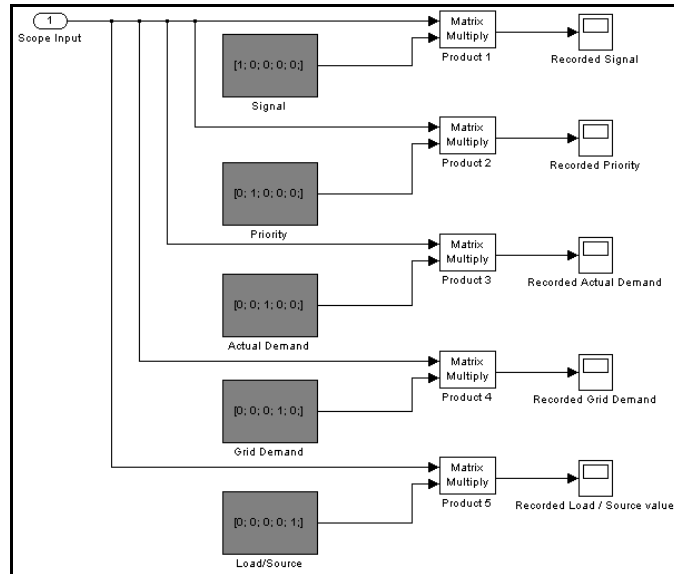 1
Scope Input
Matrix
Multiply
Product 1
Recorded Signal
[1; 0; 0; 0; 0;]
Signal
Matrix
Multiply
Product 2
Recorded Priority
[0; 1; 0; 0; 0;]
Priority
Matrix
Multiply
Product 3
Recorded Actual Demand
[0; 0; 1; 0; 0;]
Actual Demand
Matrix
Multiply
Product 4
Recorded Grid Demand
[0; 0; 0; 1; 0;]
Grid Demand
Matrix
Multiply
Product 5
Recorded Load / Source value
[0; 0; 0; 0; 1;]
Load/Source